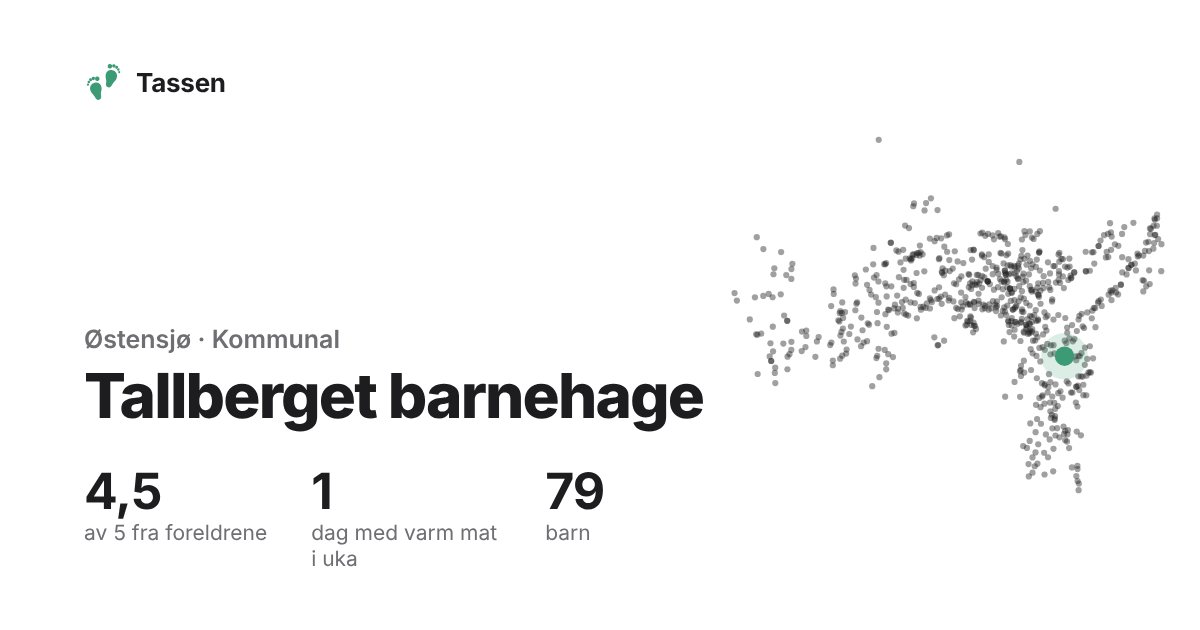 Tassen
Østensjø · Kommunal
Tallberget barnehage
4,5
av 5 fra foreldrene
1
dag med varm mat
i uka
79
barn